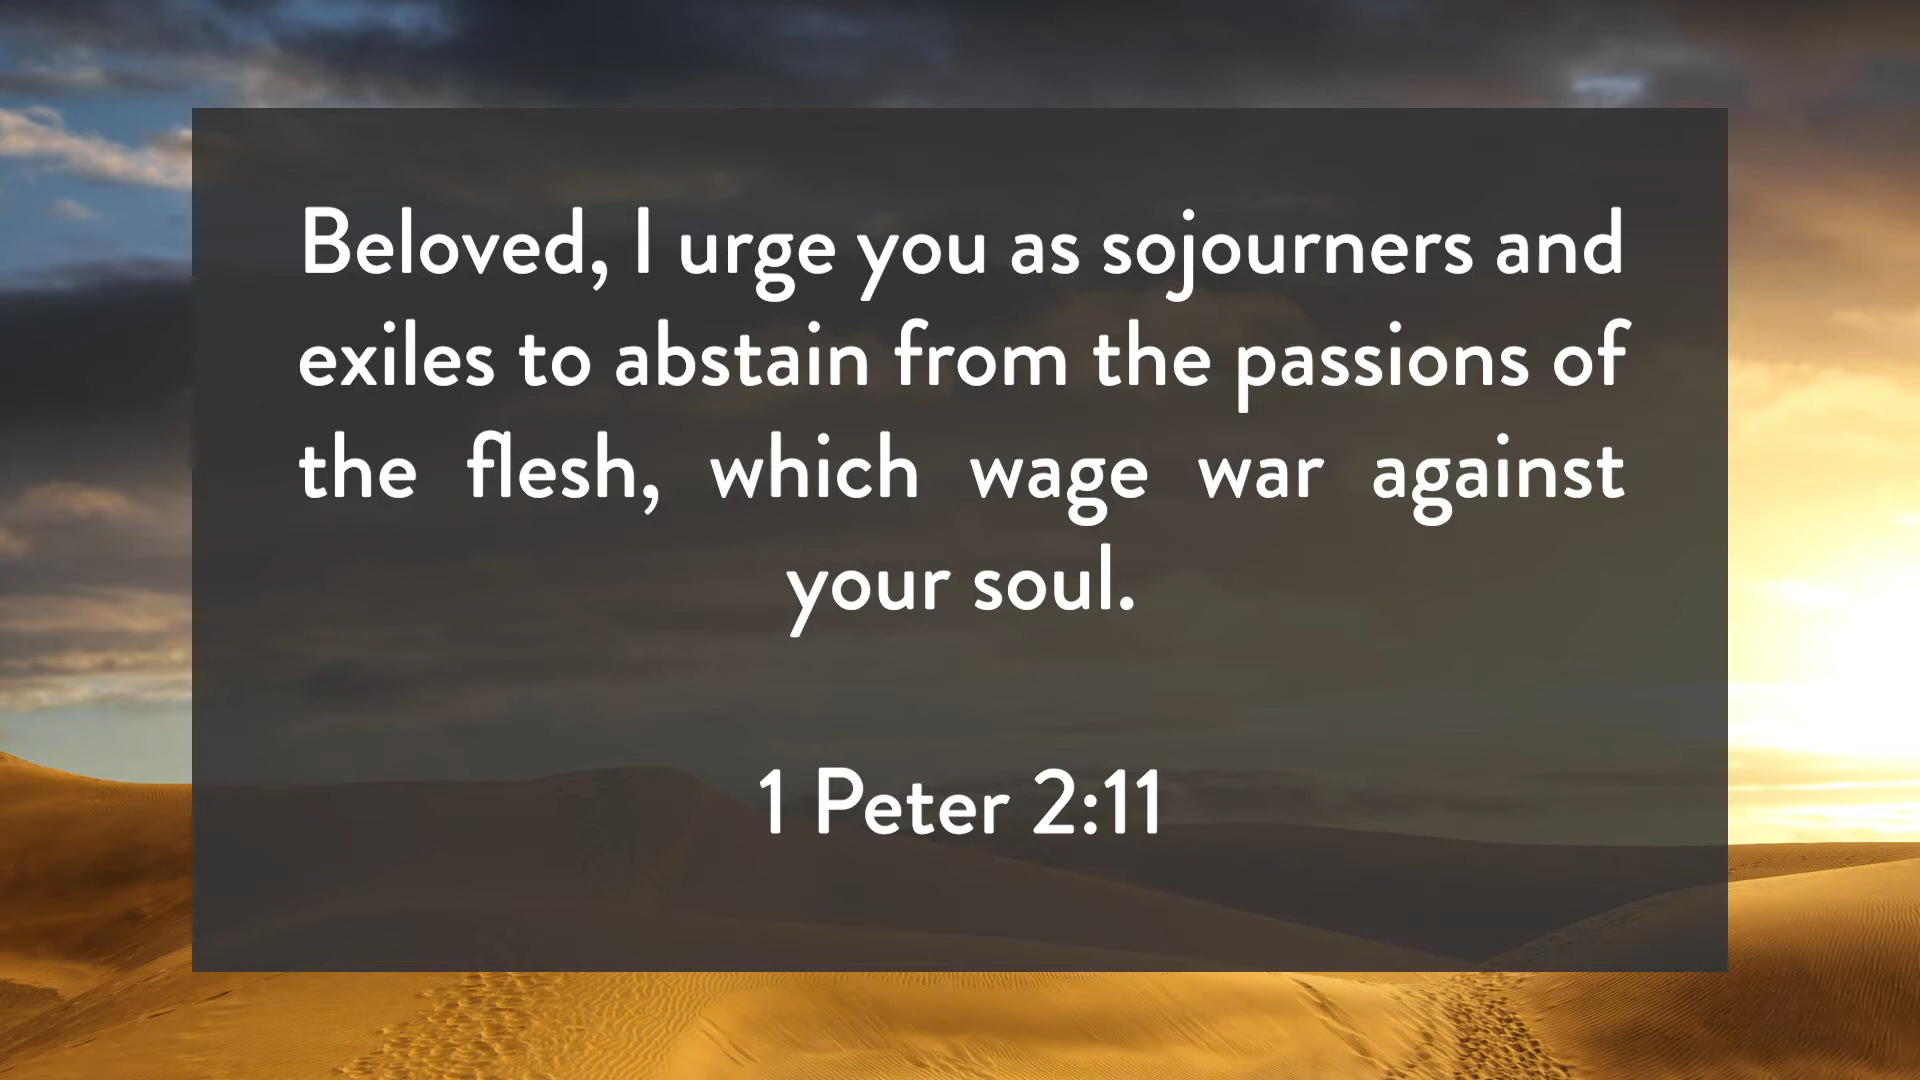 Beloved, I urge you as sojourners and
exiles to abstain from the passions of
the flesh, which wage war against
your soul.
1 Peter 2:11